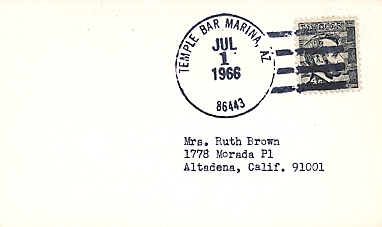 TEMPLE BAR MARINA, AZ
JUL
1
1966
86443
Mrs. Ruth Brown
1778 Morada Pl
Altadena, Calif. 91001